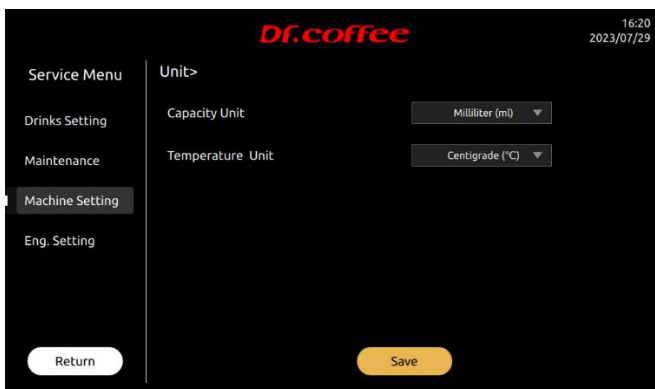 Dr.coffee
16:20
2023/07/29
Service Menu
Drinks Setting
Maintenance
Machine Setting
Eng. Setting
Return
Unit>
Capacity Unit
Milliliter (ml)
Temperature Unit
Centigrade (°C)
Save